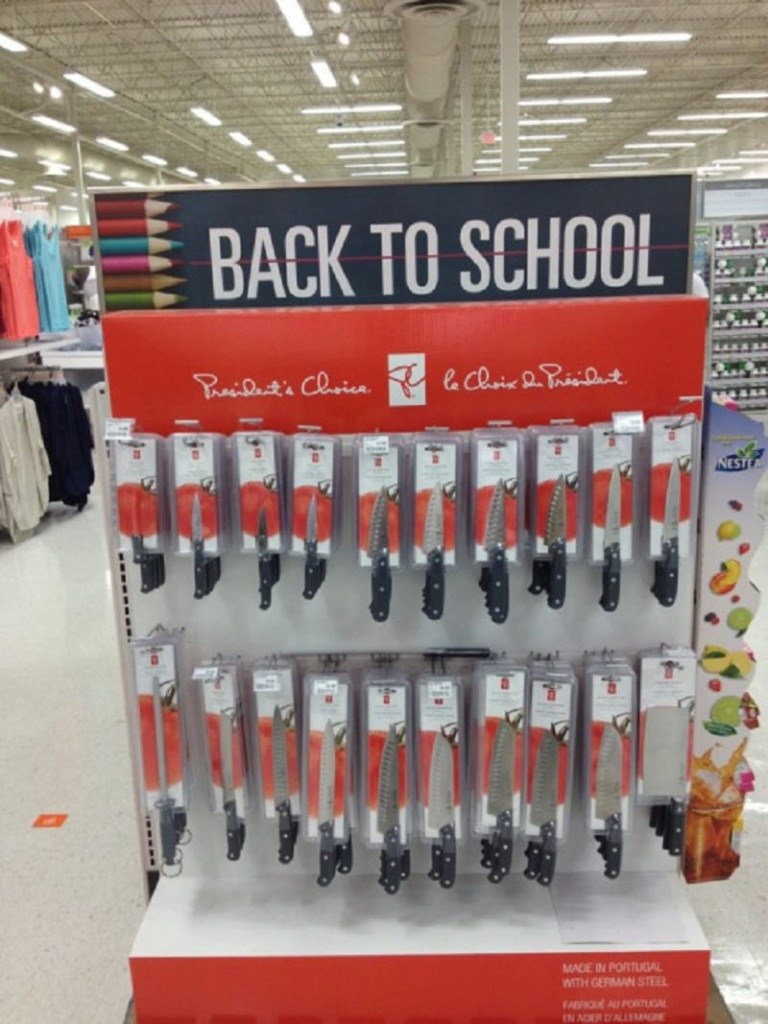 BACK TO SCHOOL
President's Choice. le Choix du Président.
NESTEA
MADE IN PORTUGAL
WITH GERMAN STEEL
FABRIQUÉ AU PORTUGAL
EN ACIER D'ALLEMAGNE